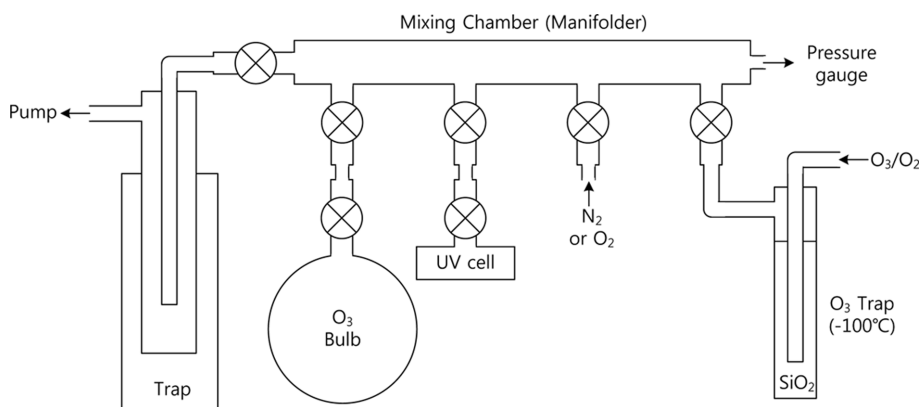 Mixing Chamber (Manifolder)
Pressure
gauge
Pump
O₃/O₂
N₂
or O₂
UV cell
O₃
Bulb
O₃ Trap
(-100℃)
Trap
SiO₂